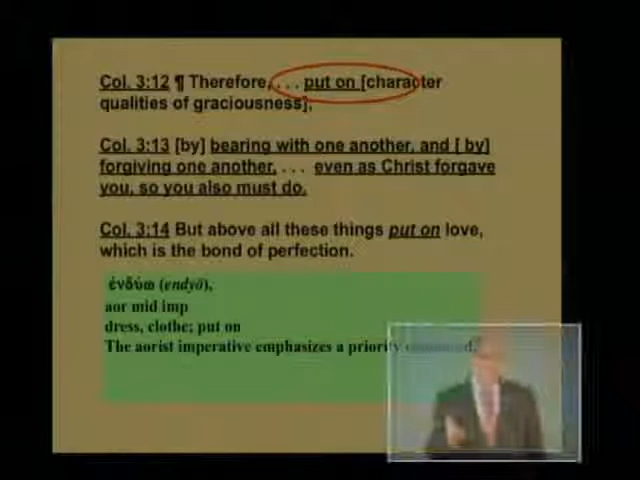 Col. 3:12 ¶ Therefore, . . . put on [character
qualities of graciousness],
Col. 3:13 [by] bearing with one another, and [ by]
forgiving one another, . . . even as Christ forgave
you, so you also must do.
Col. 3:14 But above all these things put on love,
which is the bond of perfection.
ἐνδύω (endyō),
aor mid imp
dress, clothe; put on
The aorist imperative emphasizes a priority